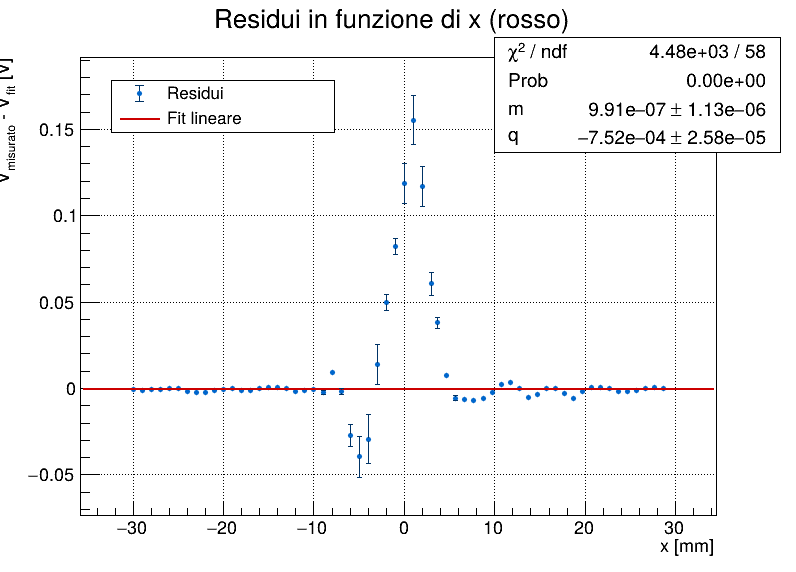 Residui in funzione di x (rosso)
χ² / ndf 4.48e+03 / 58
Prob 0.00e+00
m 9.91e−07 ± 1.13e−06
q −7.52e−04 ± 2.58e−05
Residui
Fit lineare
V_misurato - V_fit [V]
0.15
0.1
0.05
0
−0.05
−30 −20 −10 0 10 20 30
x [mm]